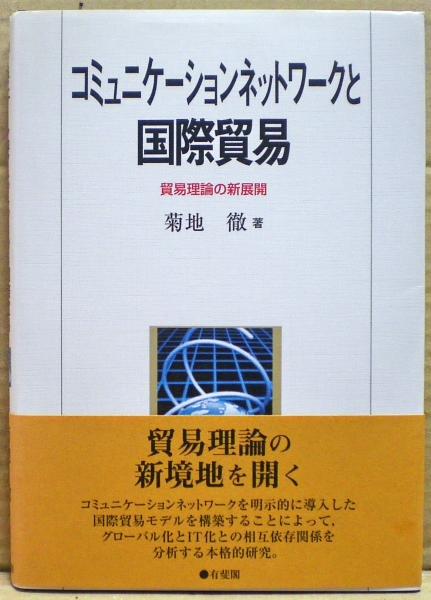 コミュニケーションネットワークと
国際貿易
貿易理論の新展開
菊地 徹 著
貿易理論の
新境地を開く
コミュニケーションネットワークを明示的に導入した
国際貿易モデルを構築することによって,
グローバル化とIT化との相互依存関係を
分析する本格的研究。
●有斐閣